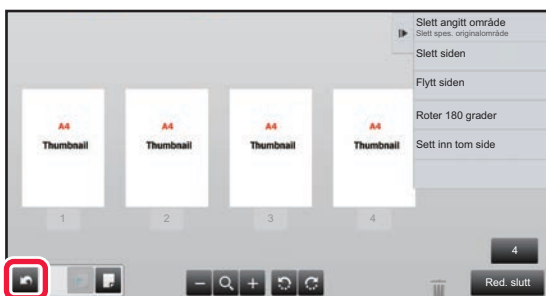 Slett angitt område
Slett spes. originalområde
Slett siden
Flytt siden
Roter 180 grader
Sett inn tom side
A4
Thumbnail
A4
Thumbnail
A4
Thumbnail
A4
Thumbnail
1
2
3
4
4
Red. slutt